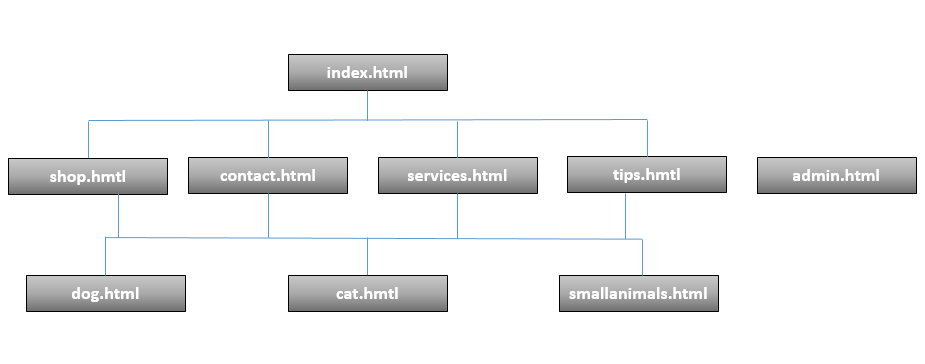 index.html
shop.hmtl
contact.html
services.html
tips.hmtl
admin.html
dog.html
cat.hmtl
smallanimals.html